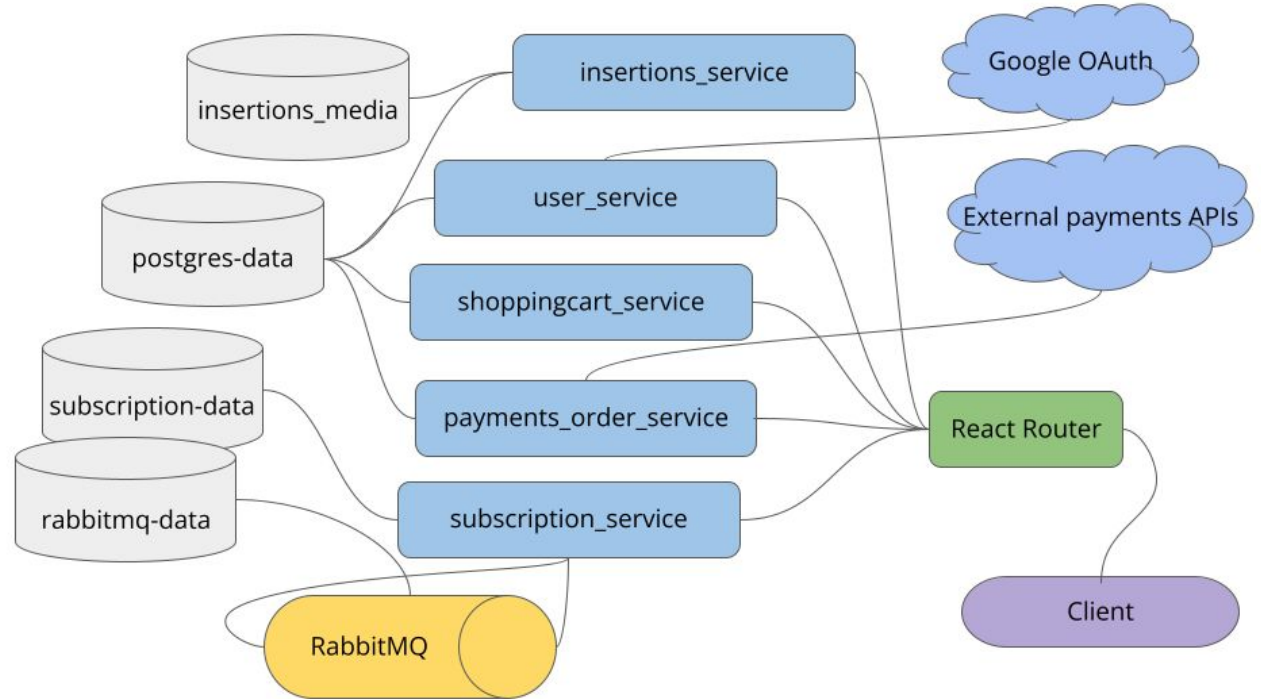 insertions_service
Google OAuth
insertions_media
user_service
External payments APIs
postgres-data
shoppingcart_service
subscription-data
payments_order_service
React Router
rabbitmq-data
subscription_service
Client
RabbitMQ